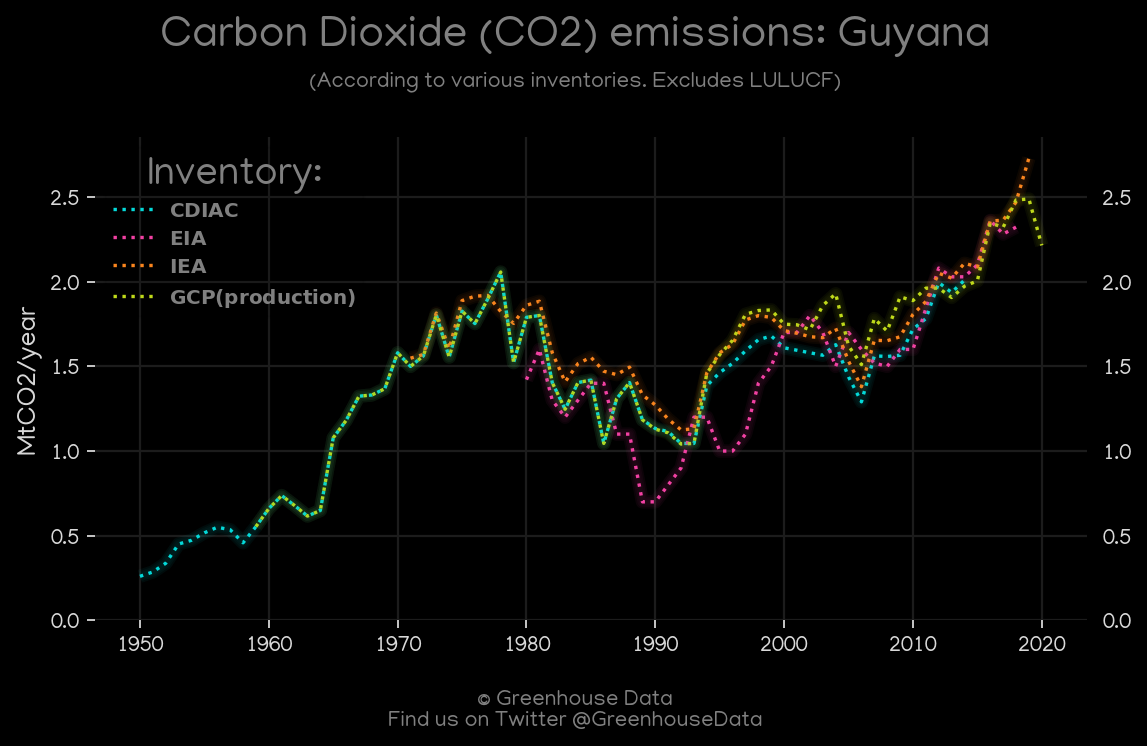 Carbon Dioxide (CO2) emissions: Guyana
(According to various inventories. Excludes LULUCF)
Inventory:
CDIAC
EIA
IEA
GCP(production)
MtCO2/year
2.5
2.0
1.5
1.0
0.5
0.0
2.5
2.0
1.5
1.0
0.5
0.0
1950 1960 1970 1980 1990 2000 2010 2020
© Greenhouse Data
Find us on Twitter @GreenhouseData